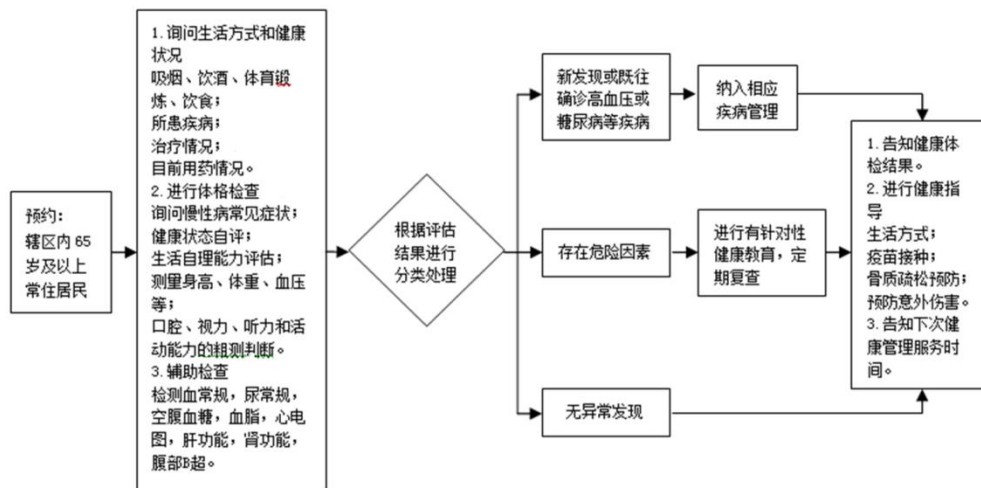 预约：
辖区内 65
岁及以上
常住居民
1.询问生活方式和健康
状况
吸烟、饮酒、体育锻
炼、饮食；
所患疾病；
治疗情况；
目前用药情况。
2.进行体格检查
询问慢性病常见症状；
健康状态自评；
生活自理能力评估；
测量身高、体重、血压
等；
口腔、视力、听力和活
动能力的粗测判断。
3.辅助检查
检测血常规，尿常规，
空腹血糖，血脂，心电
图，肝功能，肾功能，
腹部B超。
根据评估
结果进行
分类处理
新发现或既往
确诊高血压或
糖尿病等疾病
纳入相应
疾病管理
存在危险因素
进行有针对性
健康教育，定
期复查
无异常发现
1.告知健康体
检结果。
2.进行健康指
导
生活方式；
疫苗接种；
骨质疏松预防；
预防意外伤害。
3.告知下次健
康管理服务时
间。